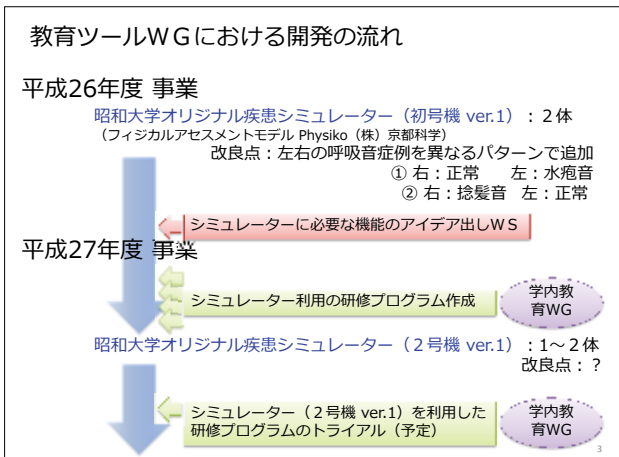 教育ツールＷＧにおける開発の流れ
平成26年度 事業
昭和大学オリジナル疾患シミュレーター（初号機 ver.1）：２体
（フィジカルアセスメントモデル Physiko（株）京都科学）
改良点：左右の呼吸音症例を異なるパターンで追加
① 右：正常　　左：水疱音
② 右：捻髪音　左：正常
シミュレーターに必要な機能のアイデア出しＷＳ
平成27年度 事業
シミュレーター利用の研修プログラム作成
学内教
育WG
昭和大学オリジナル疾患シミュレーター（２号機 ver.1）：1～２体
改良点：？
シミュレーター（２号機 ver.1）を利用した
研修プログラムのトライアル（予定）
学内教
育WG
3